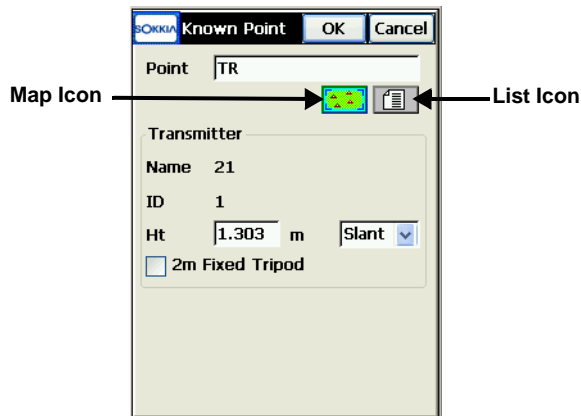 SOKKIA Known Point OK Cancel
Point TR
Map Icon List Icon
Transmitter
Name 21
ID 1
Ht 1.303 m Slant
2m Fixed Tripod